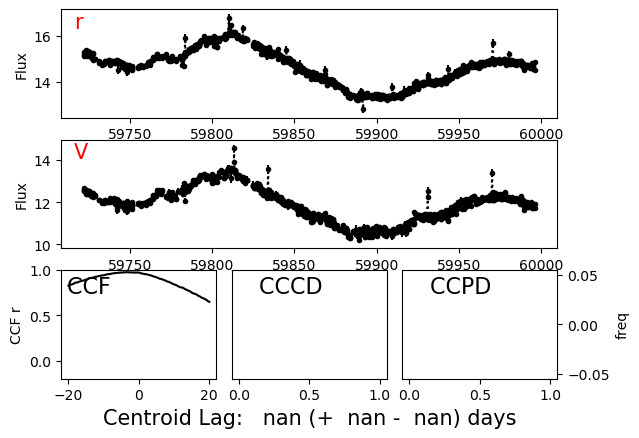 r
Flux
16
14
59750 59800 59850 59900 59950 60000
V
Flux
14
12
10
59750 59800 59850 59900 59950 60000
CCF
CCF r
1.0
0.5
0.0
−20 0 20
CCCD
0.0 0.5 1.0
CCPD
0.05
0.00
−0.05
freq
0.0 0.5 1.0
Centroid Lag: nan (+ nan - nan) days